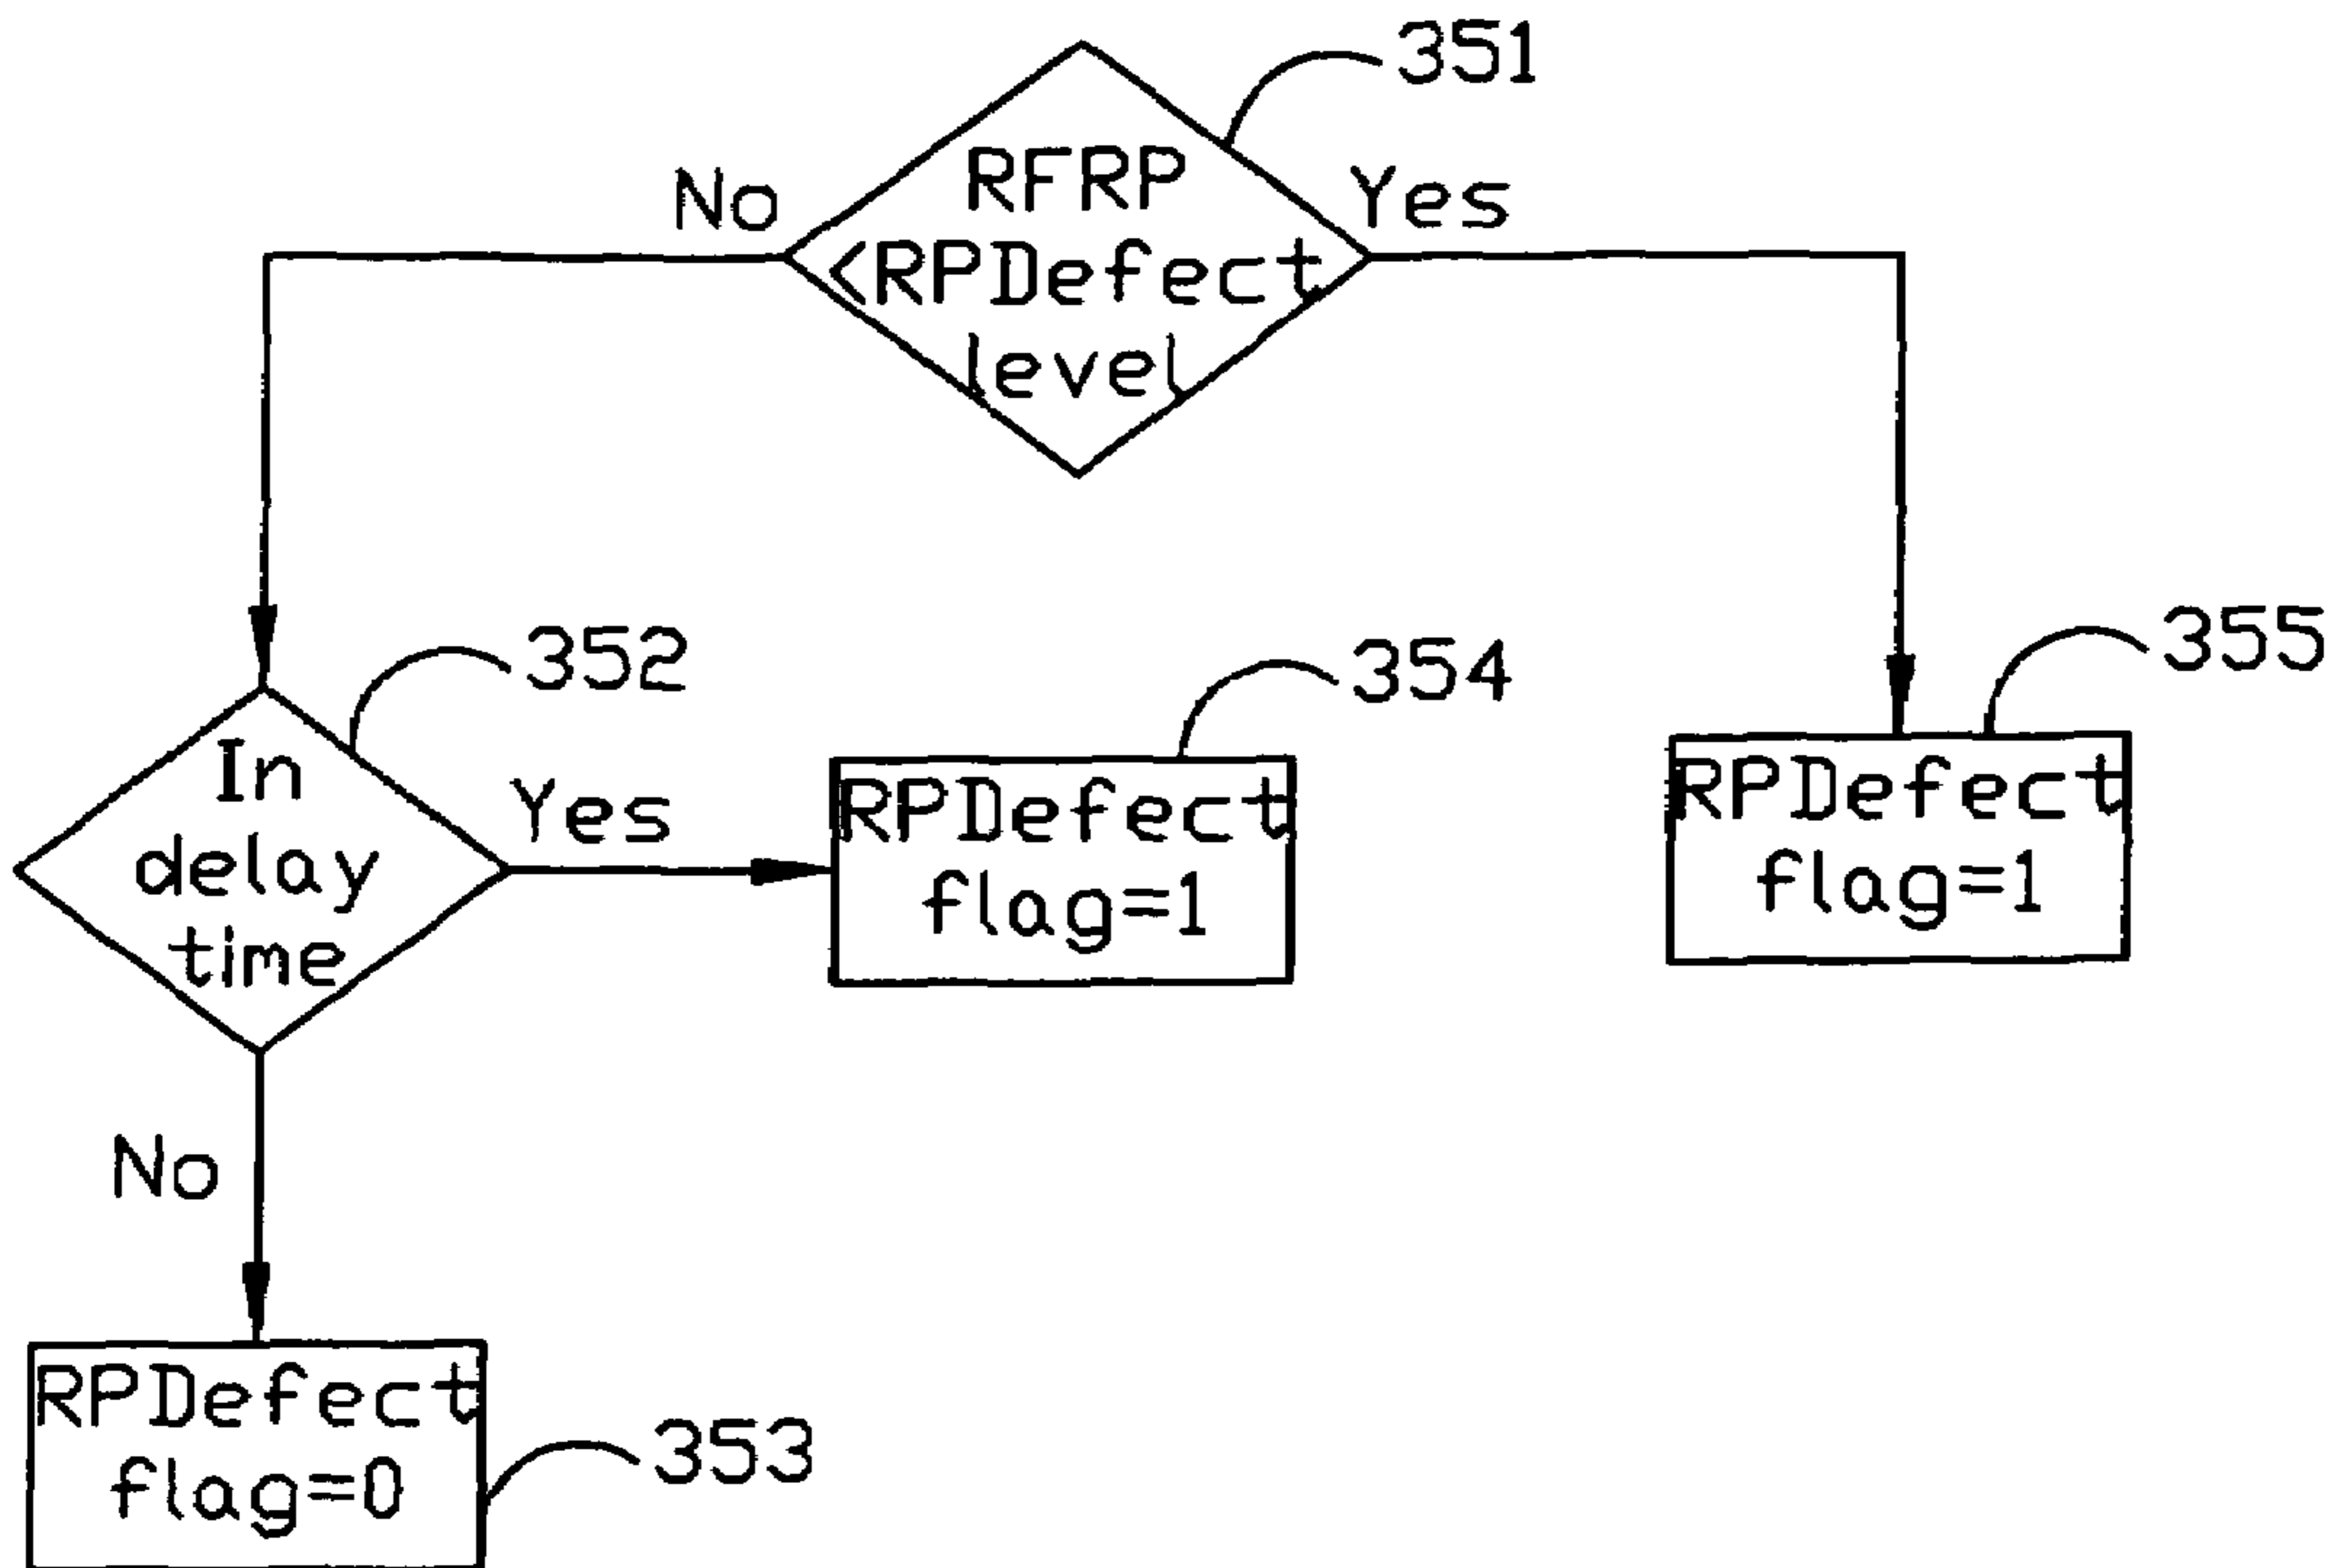 351
RFRP
<RPDefect
level
No
Yes
352
354
355
In
delay
time
Yes
RPDefect
flag=1
RPDefect
flag=1
No
RPDefect
flag=0
353